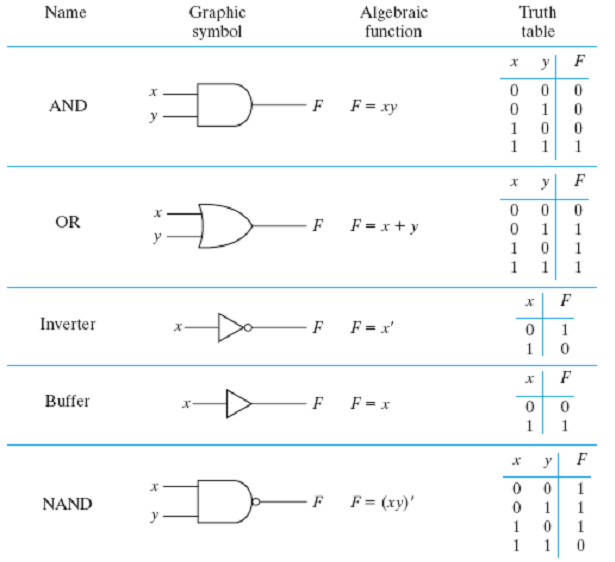 Name Graphic symbol Algebraic function Truth table
x y F
AND x y F F = xy
0 0 0
0 1 0
1 0 0
1 1 1
x y F
OR x y F F = x + y
0 0 0
0 1 1
1 0 1
1 1 1
x F
Inverter x F F = x'
0 1
1 0
x F
Buffer x F F = x
0 0
1 1
x y F
NAND x y F F = (xy)'
0 0 1
0 1 1
1 0 1
1 1 0